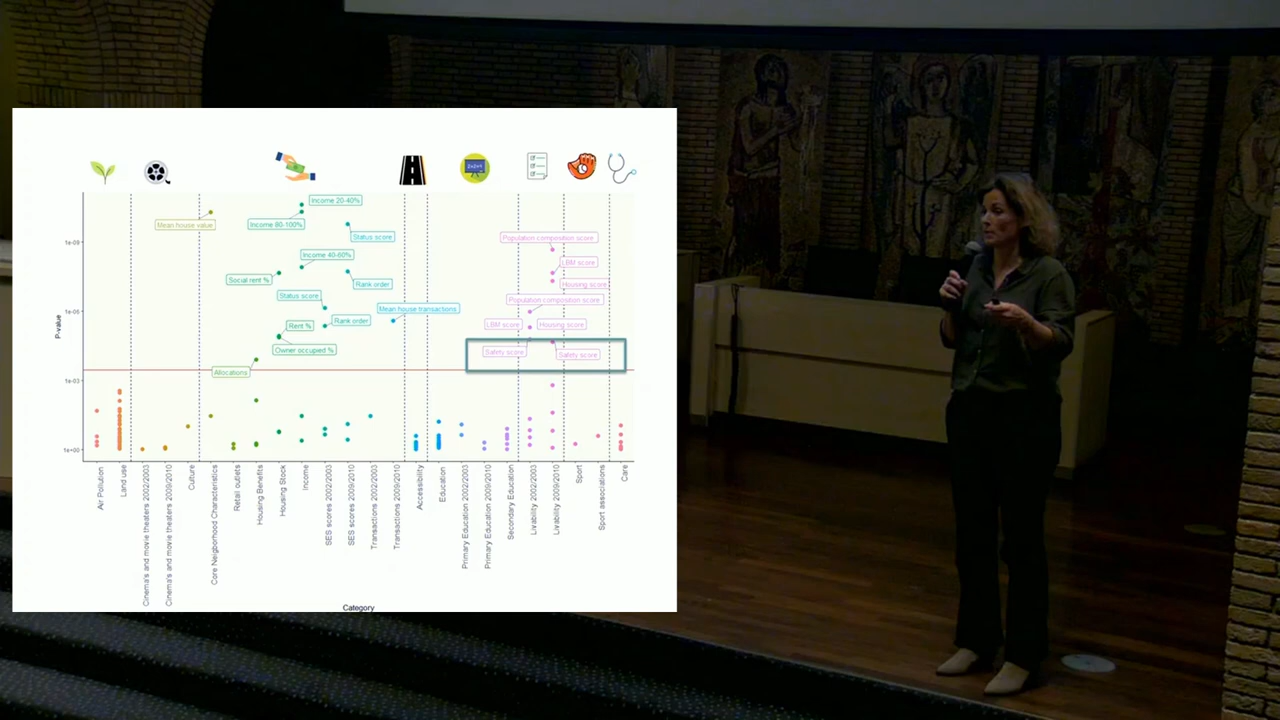 Income 20-40%
Mean house value
Income 80-100%
Status score
Population composition score
1e-09
Income 40-60%
LBM score
Social rent %
Rank order
Housing score
Status score
Population composition score
Mean house transactions
1e-06
Rent %
Rank order
LBM score
Housing score
Owner occupied %
Safety score
Safety score
Allocations
1e-03
1e+00
P-value
Air Pollution
Land use
Cinema's and movie theaters 2002/2003
Cinema's and movie theaters 2009/2010
Culture
Core Neigborhood Characteristics
Retail outlets
Housing Benefits
Housing Stock
Income
SES scores 2002/2003
SES scores 2009/2010
Transactions 2002/2003
Transactions 2009/2010
Accessibility
Education
Primary Education 2002/2003
Primary Education 2009/2010
Secondary Education
Livability 2002/2003
Livability 2009/2010
Sport
Sport associations
Care
Category